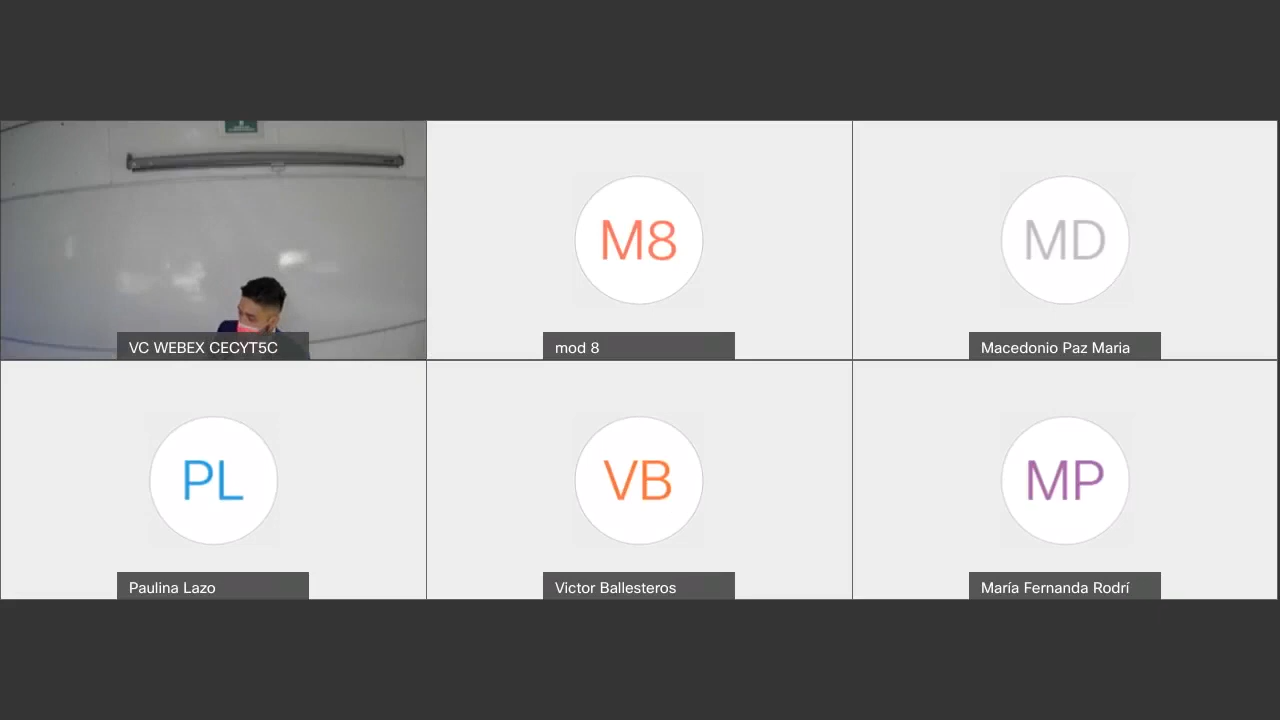 M8
MD
VC WEBEX CECYT5C
mod 8
Macedonio Paz Maria
PL
VB
MP
Paulina Lazo
Victor Ballesteros
María Fernanda Rodrí